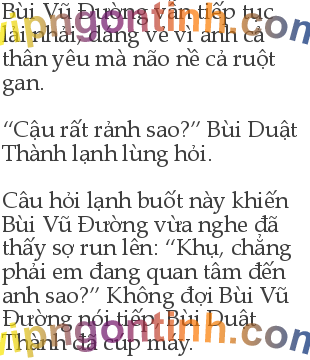 Bùi Vũ Đường vẫn tiếp tục
lải nhải, dáng vẻ vì anh cả
thân yêu mà não nề cả ruột
gan.
“Cậu rất rảnh sao?” Bùi Duật
Thành lạnh lùng hỏi.
Câu hỏi lạnh buốt này khiến
Bùi Vũ Đường vừa nghe đã
thấy sợ run lên: “Khụ, chẳng
phải em đang quan tâm đến
anh sao?” Không đợi Bùi Vũ
Đường nói tiếp, Bùi Duật
Thành đã cúp máy.
vipngontinh.com
vipngontinh.com